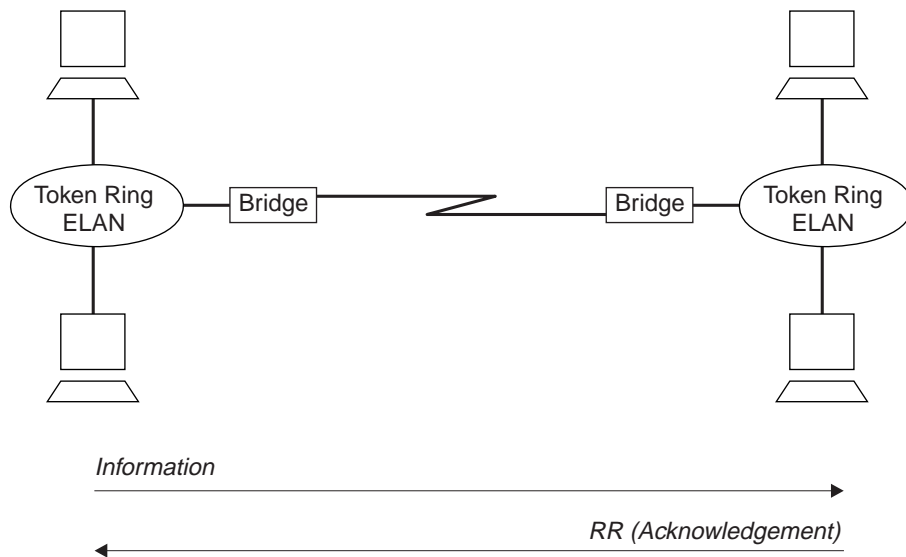 Token Ring
ELAN
Bridge
Bridge
Token Ring
ELAN
Information
RR (Acknowledgement)